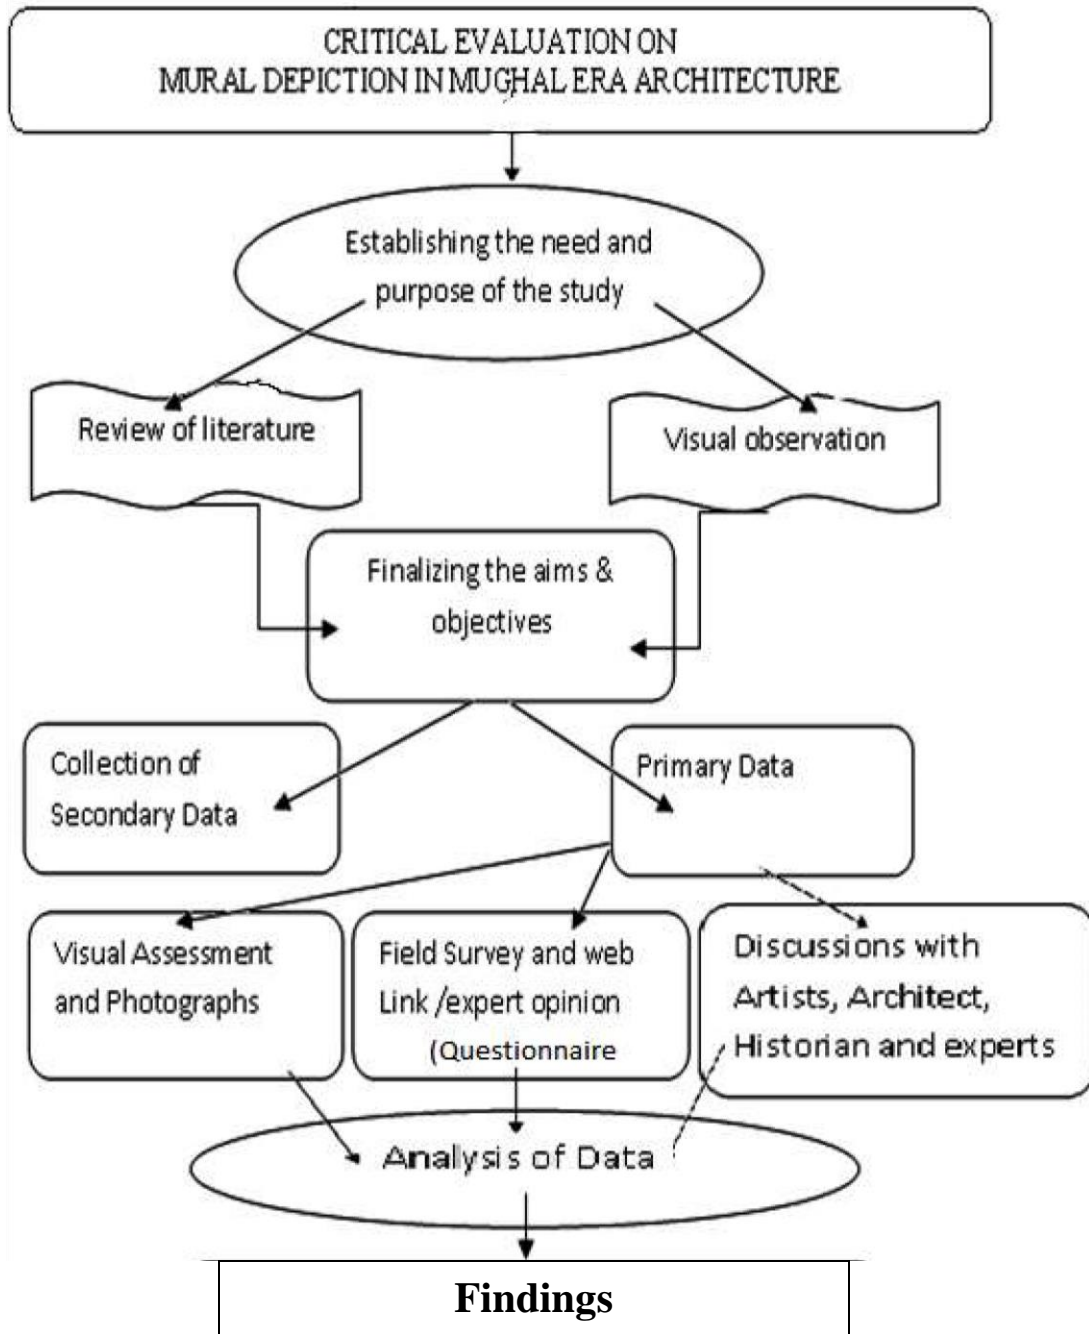 CRITICAL EVALUATION ON
MURAL DEPICTION IN MUGHAL ERA ARCHITECTURE
Establishing the need and
purpose of the study
Review of literature
Visual observation
Finalizing the aims &
objectives
Collection of
Secondary Data
Primary Data
Visual Assessment
and Photographs
Field Survey and web
Link /expert opinion
(Questionnaire
Discussions with
Artists, Architect,
Historian and experts
Analysis of Data
Findings